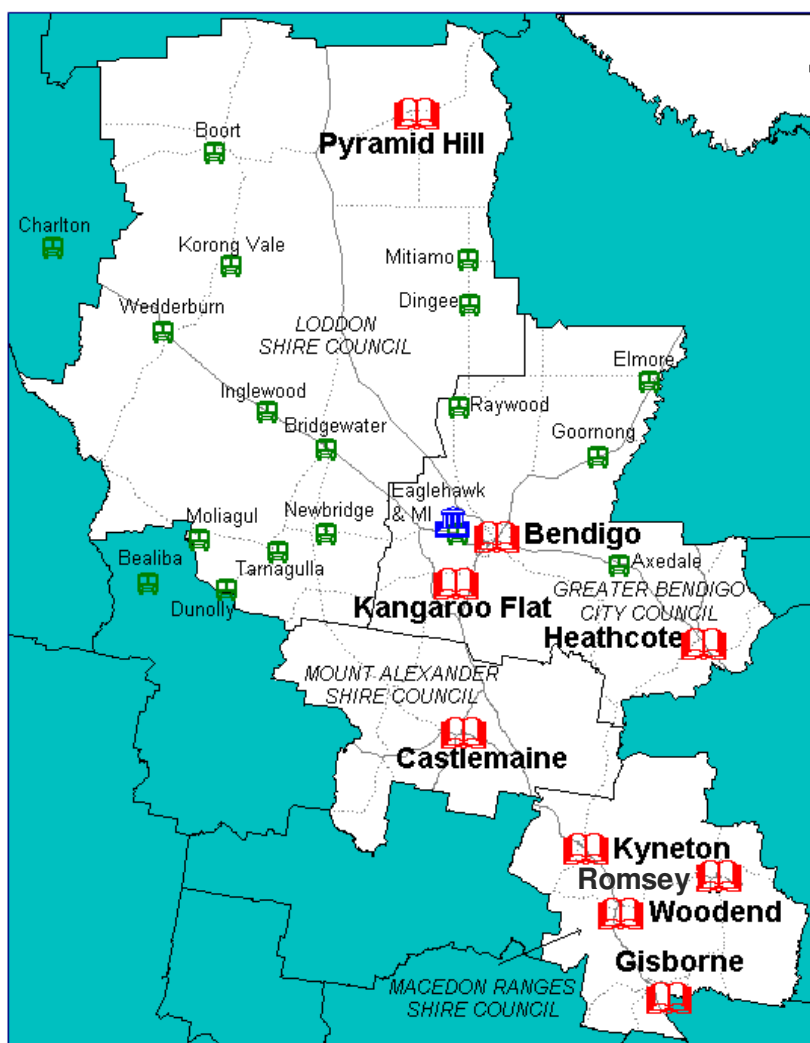 Boort
Pyramid Hill
Charlton
Korong Vale
Mitiamo
Dingee
Wedderburn
LODDON
SHIRE COUNCIL
Elmore
Inglewood
Raywood
Bridgewater
Goornong
Eaglehawk
& MI
Moliagul
Newbridge
Bendigo
Bealiba
Tarnagulla
Axedale
Dunolly
Kangaroo Flat
GREATER BENDIGO
CITY COUNCIL
Heathcote
MOUNT ALEXANDER
SHIRE COUNCIL
Castlemaine
Kyneton
Romsey
Woodend
Gisborne
MACEDON RANGES
SHIRE COUNCIL